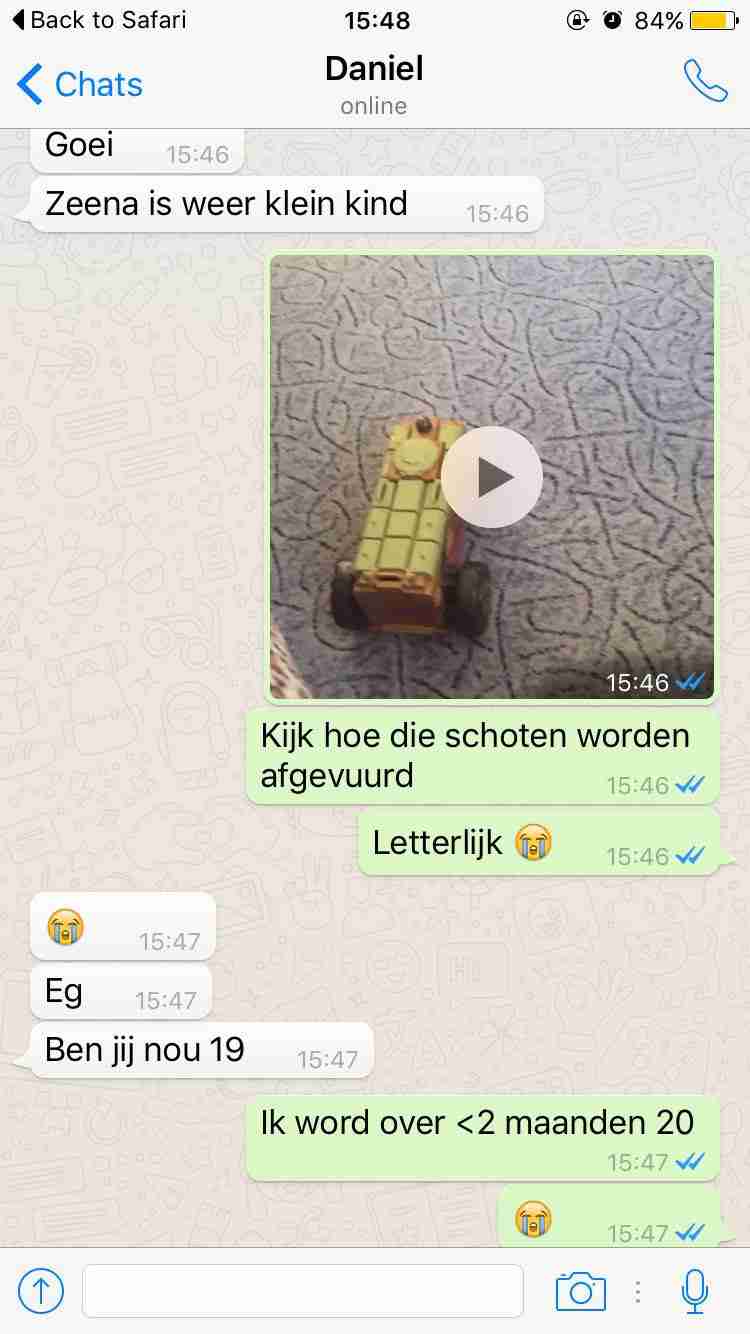 Back to Safari 15:48 84%
Chats Daniel
online
Goei 15:46
Zeena is weer klein kind 15:46
15:46
Kijk hoe die schoten worden
afgevuurd 15:46
Letterlijk 😭 15:46
😭 15:47
Eg 15:47
Ben jij nou 19 15:47
Ik word over <2 maanden 20
15:47
😭 15:47